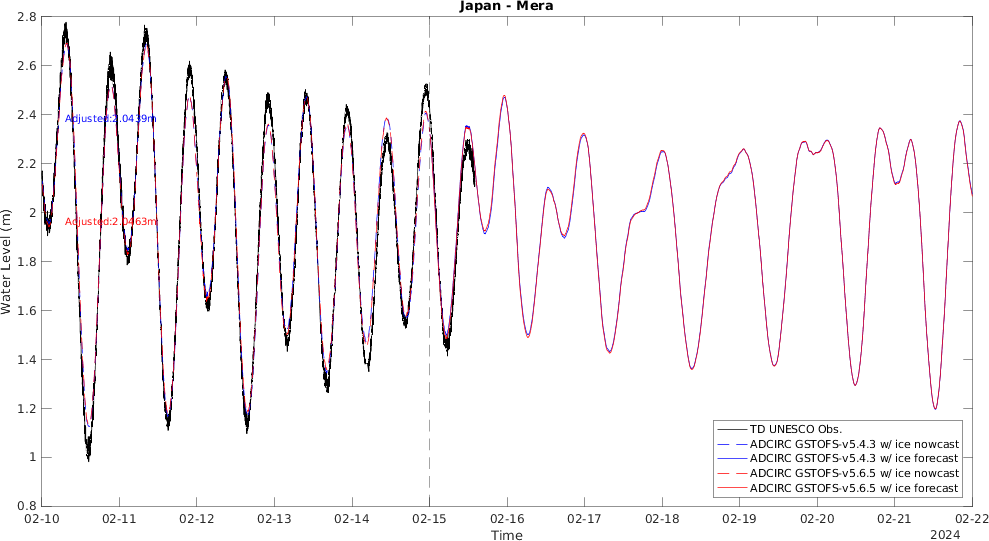 Japan - Mera
2.8
2.6
2.4
2.2
2
1.8
1.6
1.4
1.2
1
0.8
Water Level (m)
Adjusted:2.0439m
Adjusted:2.0463m
TD UNESCO Obs.
ADCIRC GSTOFS-v5.4.3 w/ ice nowcast
ADCIRC GSTOFS-v5.4.3 w/ ice forecast
ADCIRC GSTOFS-v5.6.5 w/ ice nowcast
ADCIRC GSTOFS-v5.6.5 w/ ice forecast
02-10 02-11 02-12 02-13 02-14 02-15 02-16 02-17 02-18 02-19 02-20 02-21 02-22
Time
2024